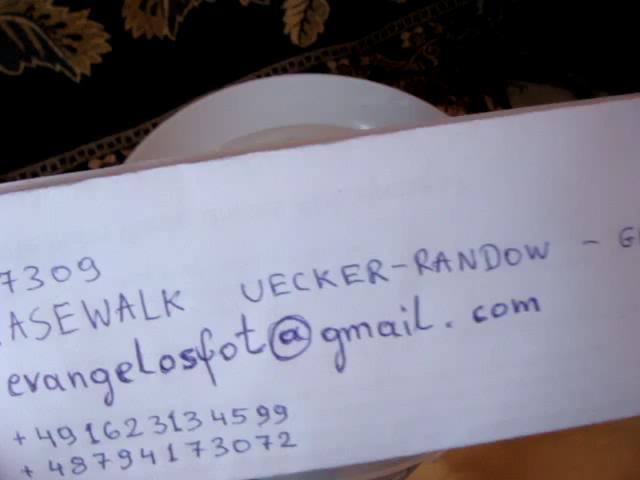 7309
ASEWALK UECKER-RANDOW - G
evangelosfot@gmail.com
+491623134599
+48794173072